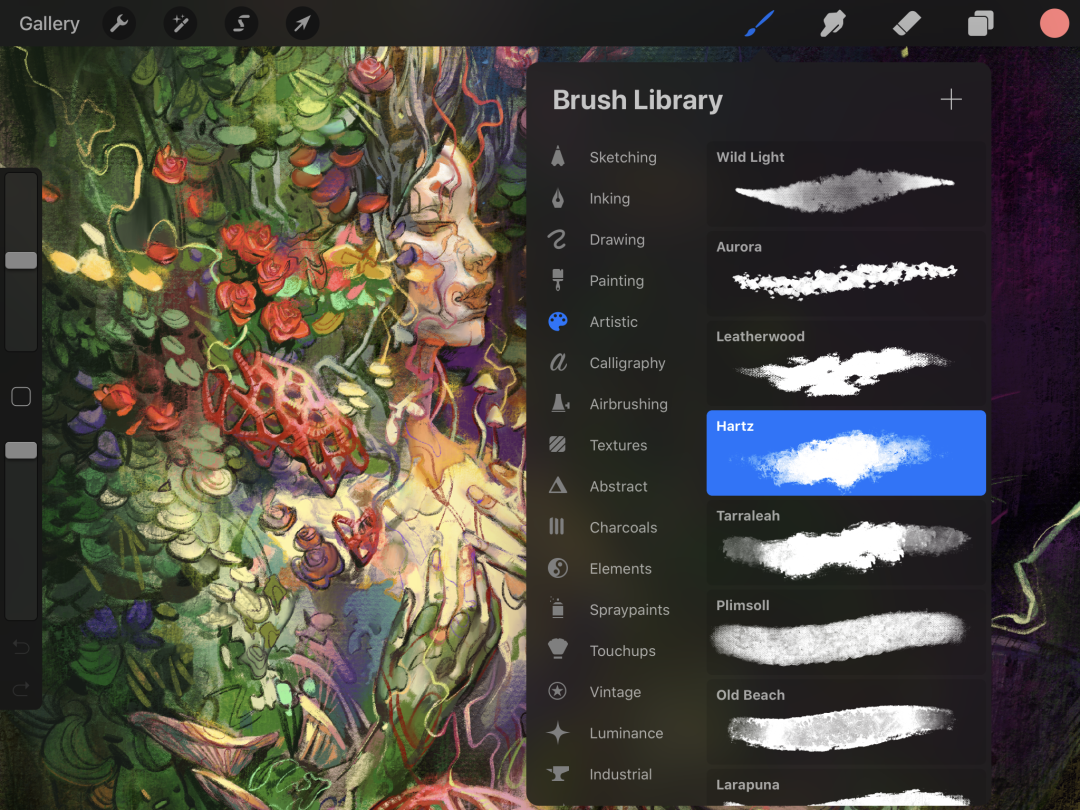 Gallery
Brush Library
Sketching
Inking
Drawing
Painting
Artistic
Calligraphy
Airbrushing
Textures
Abstract
Charcoals
Elements
Spraypaints
Touchups
Vintage
Luminance
Industrial
Wild Light
Aurora
Leatherwood
Hartz
Tarraleah
Plimsoll
Old Beach
Larapuna